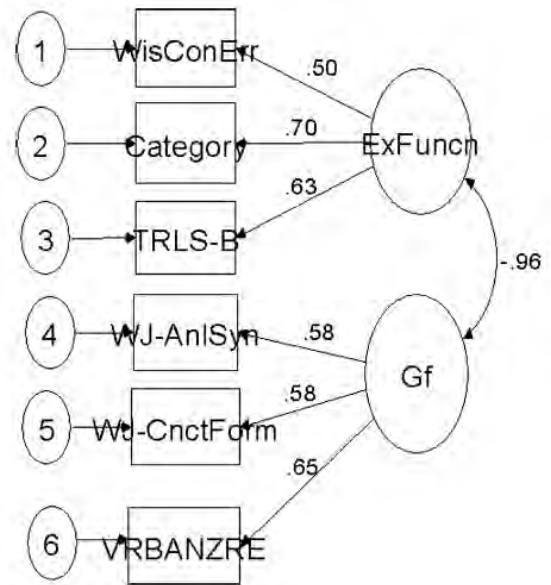 1
WisConErr
.50
2
Category
.70
ExFuncn
3
TRLS-B
.63
-.96
4
WJ-AnlSyn
.58
Gf
5
WJ-CnctForm
.58
6
VRBANZRE
.65